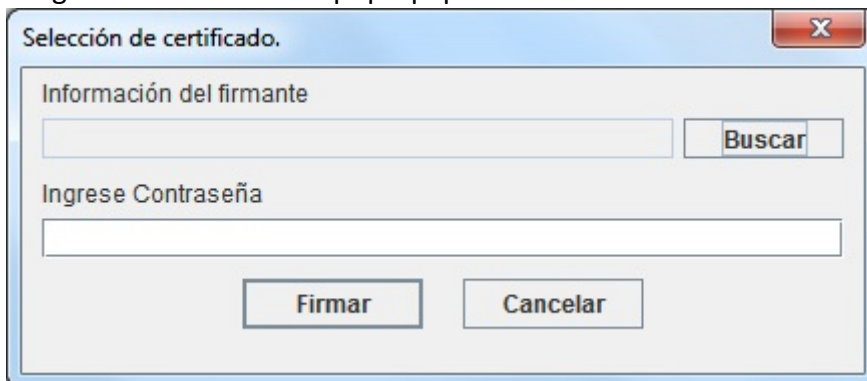 Selección de certificado.
Información del firmante
Buscar
Ingrese Contraseña
Firmar Cancelar